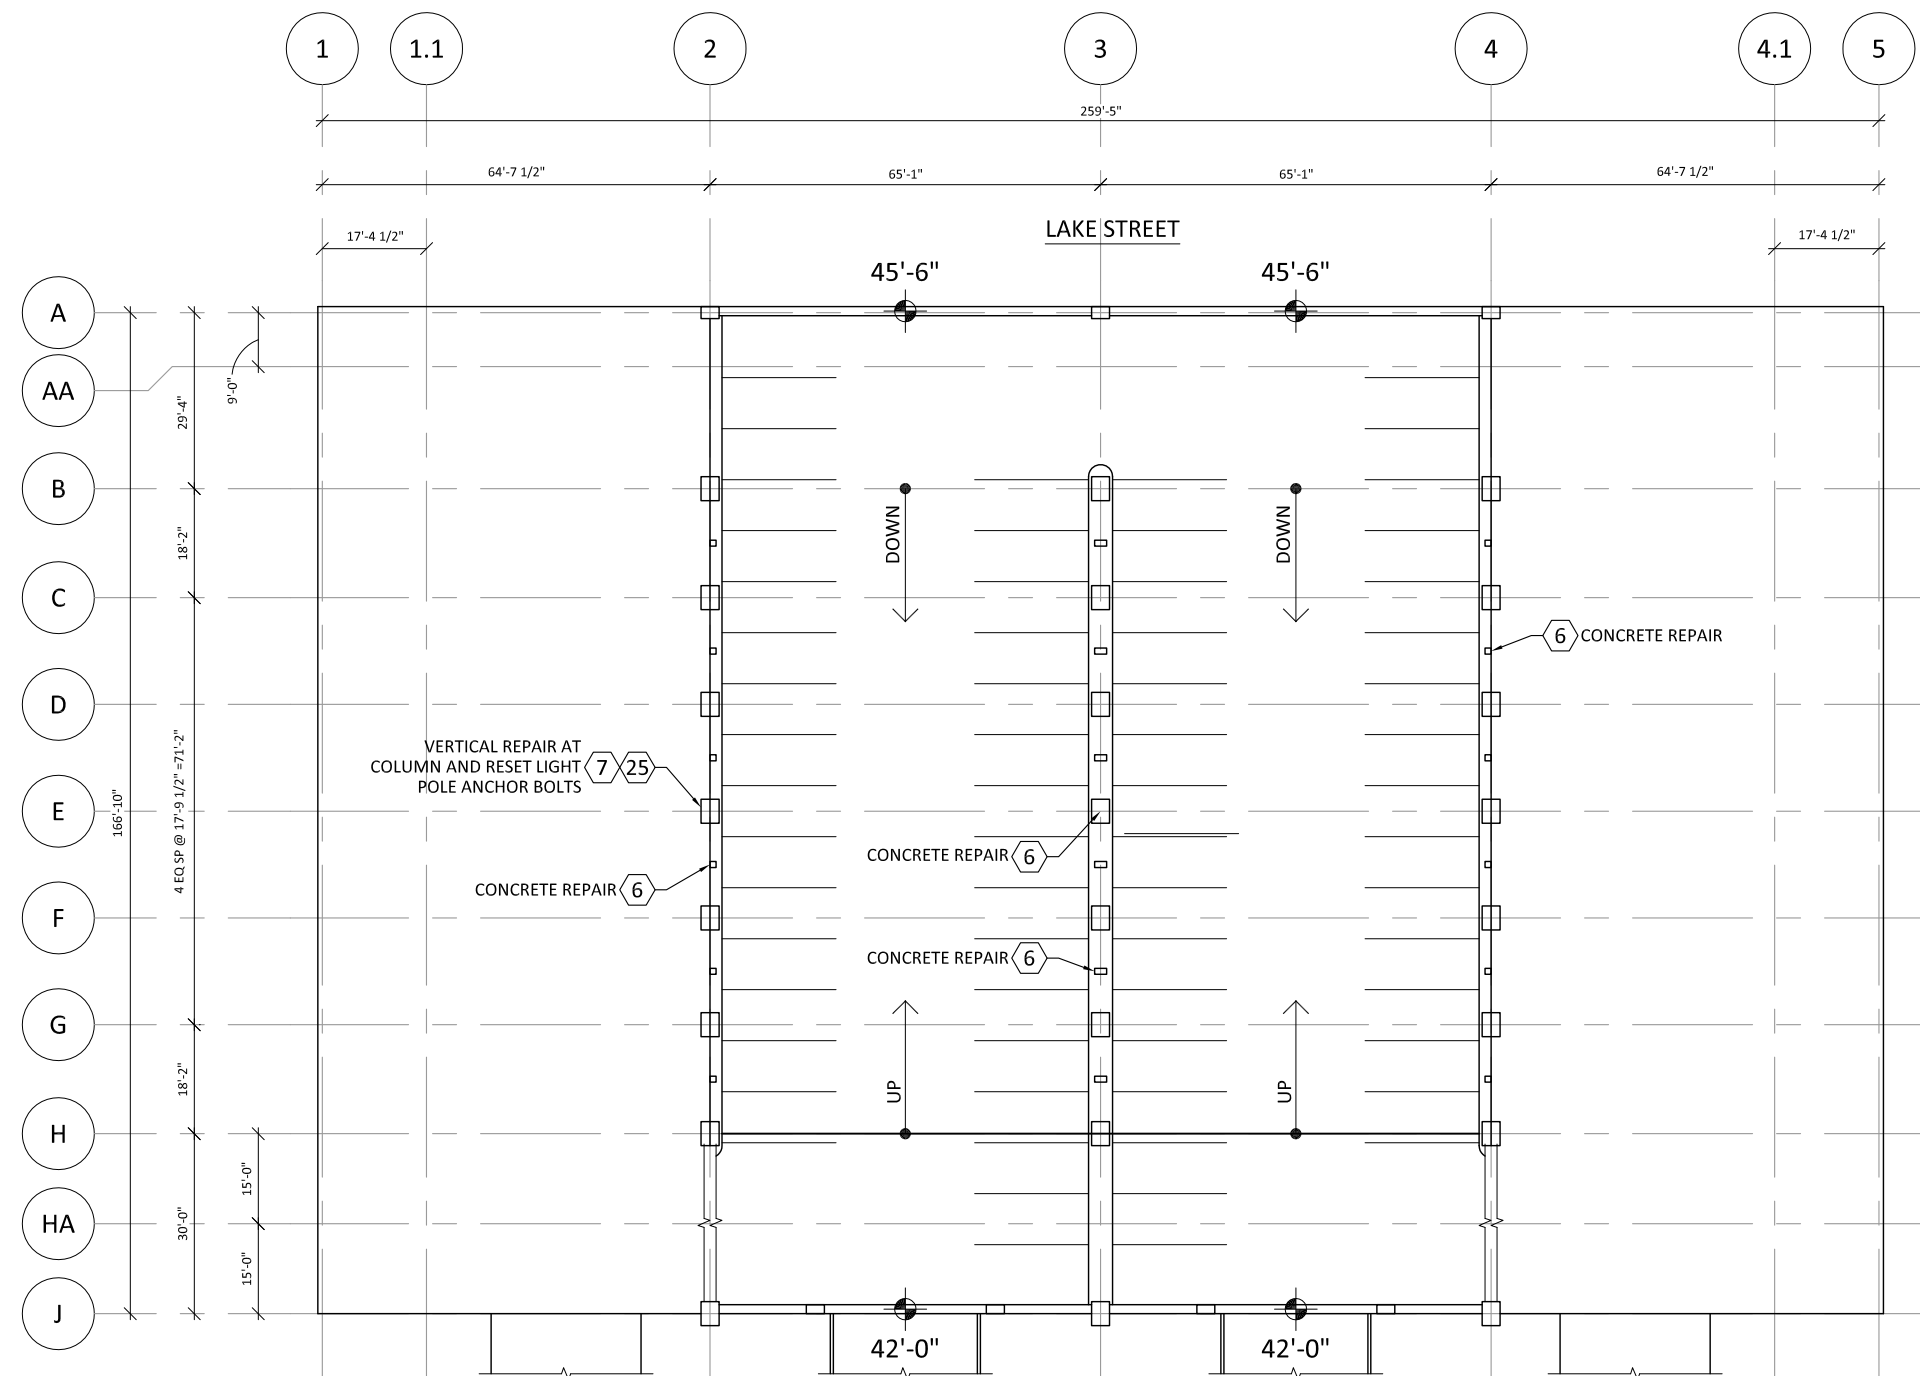 1 1.1 2 3 4 4.1 5
259'-5"
64'-7 1/2" 65'-1" 65'-1" 64'-7 1/2"
LAKE STREET
17'-4 1/2" 17'-4 1/2"
45'-6" 45'-6"
A
AA
9'-0"
29'-4"
B
DOWN DOWN
18'-2"
C
6 CONCRETE REPAIR
D
VERTICAL REPAIR AT
COLUMN AND RESET LIGHT 7 25
POLE ANCHOR BOLTS
E
166'-10"
4 EQ SP @ 17'-9 1/2" =71'-2"
CONCRETE REPAIR 6
CONCRETE REPAIR 6
F
CONCRETE REPAIR 6
G
18'-2"
UP UP
H
15'-0"
HA
30'-0"
15'-0"
J
42'-0" 42'-0"